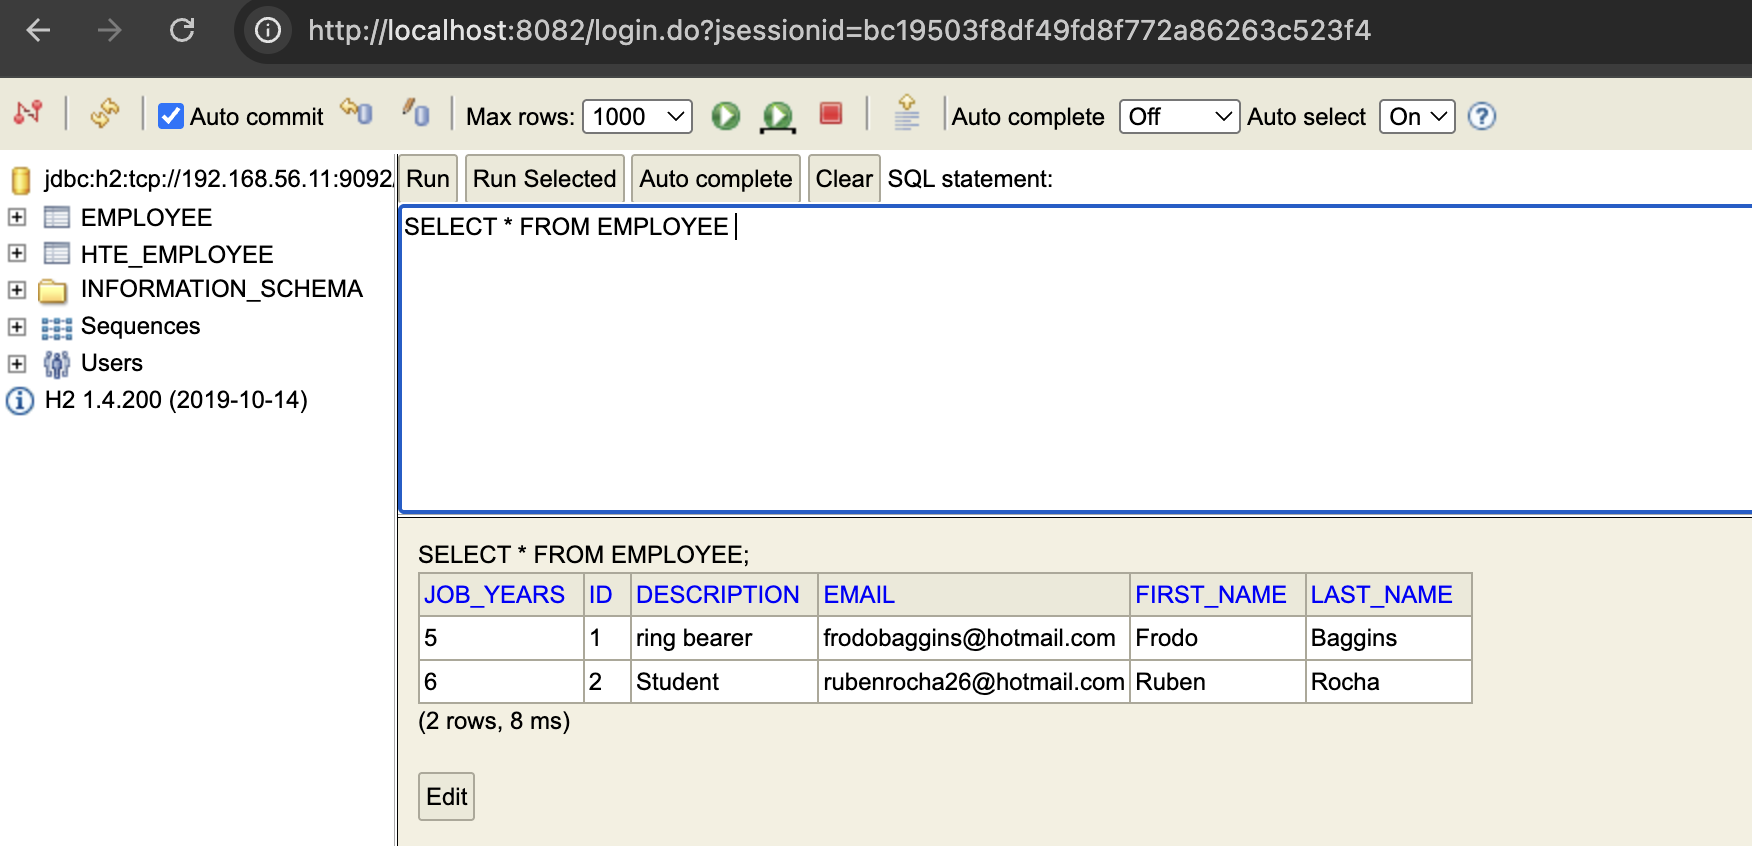 http://localhost:8082/login.do?jsessionid=bc19503f8df49fd8f772a86263c523f4
Auto commit Max rows: 1000 Auto complete Off Auto select On
jdbc:h2:tcp://192.168.56.11:9092/
EMPLOYEE
HTE_EMPLOYEE
INFORMATION_SCHEMA
Sequences
Users
H2 1.4.200 (2019-10-14)
Run Run Selected Auto complete Clear SQL statement:
SELECT * FROM EMPLOYEE
SELECT * FROM EMPLOYEE;
JOB_YEARS ID DESCRIPTION EMAIL FIRST_NAME LAST_NAME
5 1 ring bearer frodobaggins@hotmail.com Frodo Baggins
6 2 Student rubenrocha26@hotmail.com Ruben Rocha
(2 rows, 8 ms)
Edit